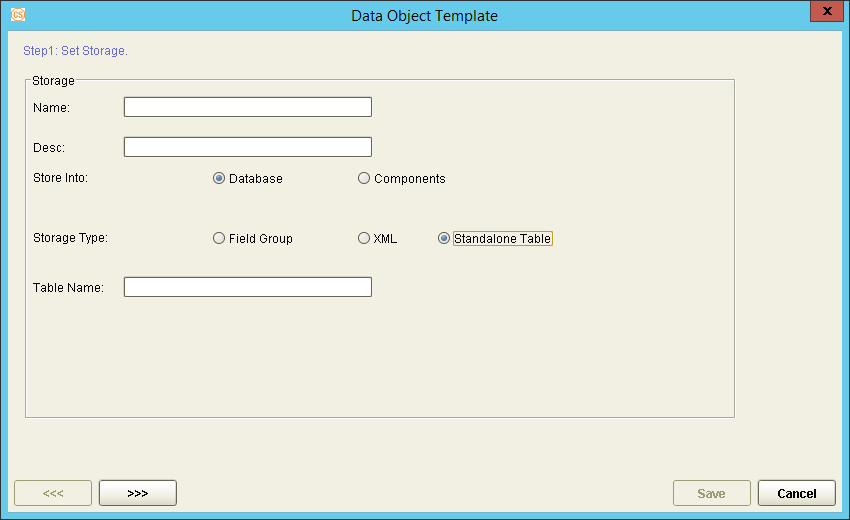 Data Object Template
X
Step1: Set Storage.
Storage
Name:
Desc:
Store Into: Database Components
Storage Type: Field Group XML Standalone Table
Table Name:
<<< >>> Save Cancel